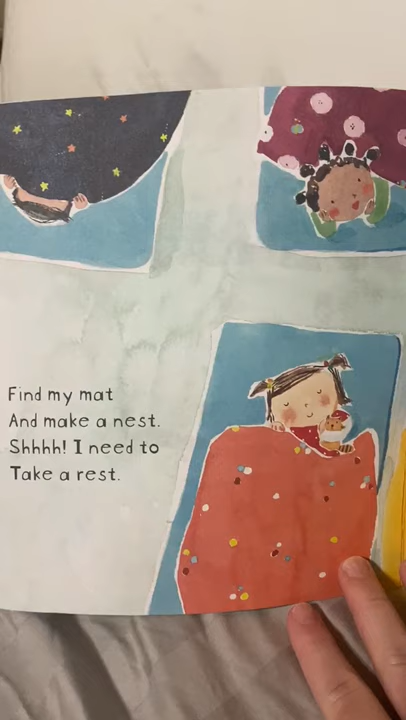 Find my mat
And make a nest.
Shhhh! I need to
Take a rest.